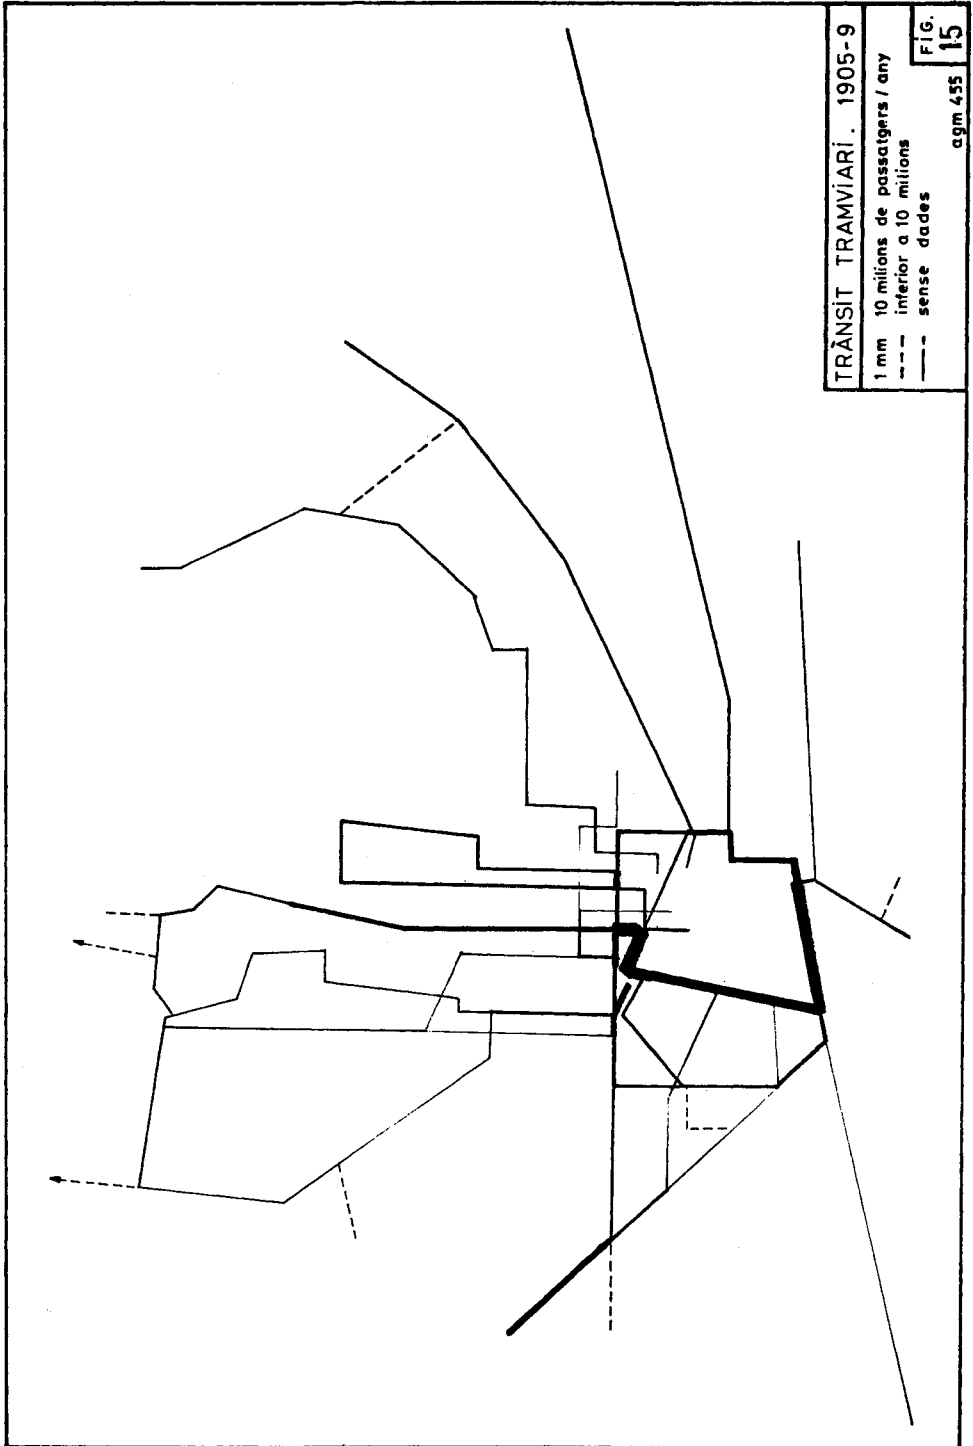 TRÀNSIT TRAMVIARI. 1905-9
1 mm 10 milions de passatgers / any
--- inferior a 10 milions
—-- sense dades
agm 455
FIG.
15